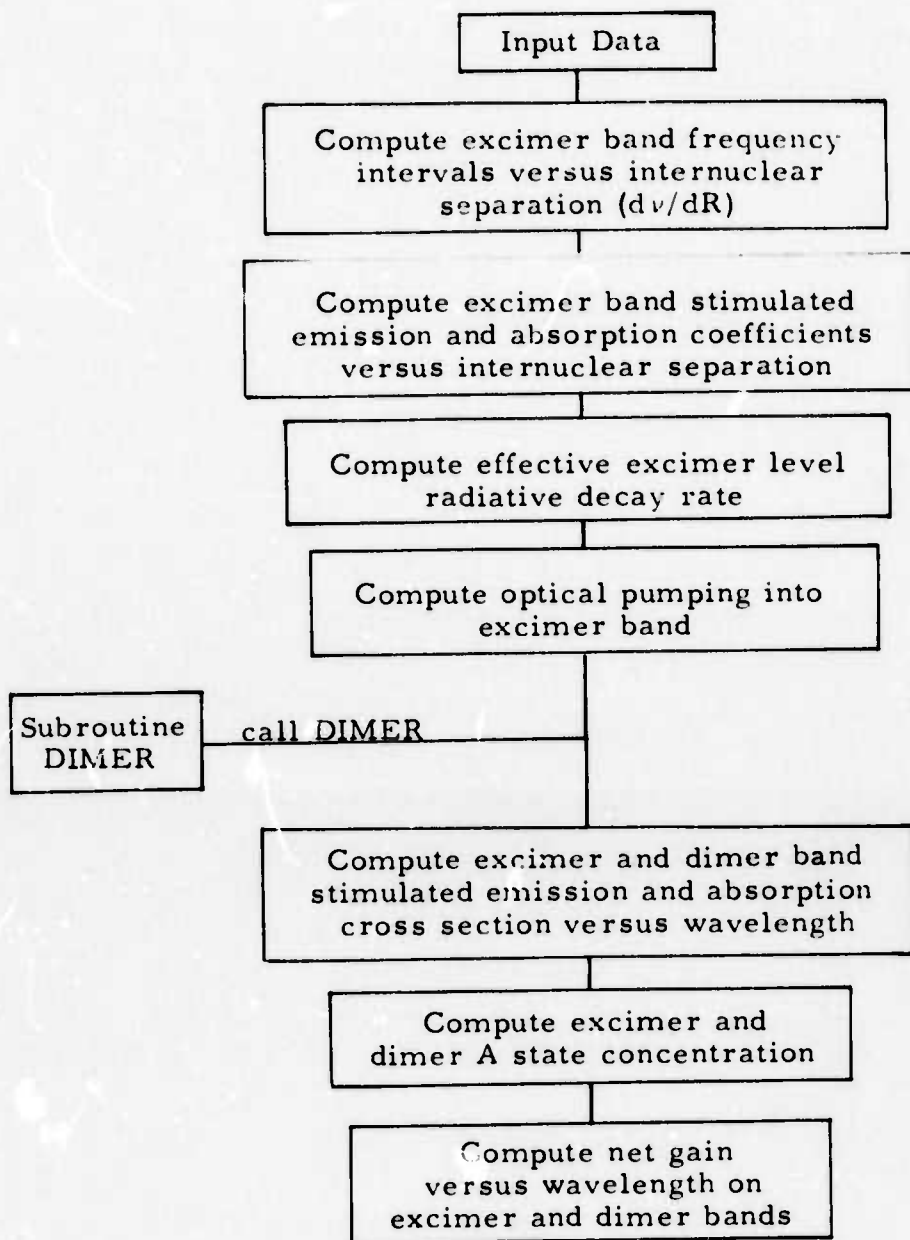 Input Data
Compute excimer band frequency
intervals versus internuclear
separation (dν/dR)
Compute excimer band stimulated
emission and absorption coefficients
versus internuclear separation
Compute effective excimer level
radiative decay rate
Compute optical pumping into
excimer band
Subroutine
DIMER
call DIMER
Compute excimer and dimer band
stimulated emission and absorption
cross section versus wavelength
Compute excimer and
dimer A state concentration
Compute net gain
versus wavelength on
excimer and dimer bands